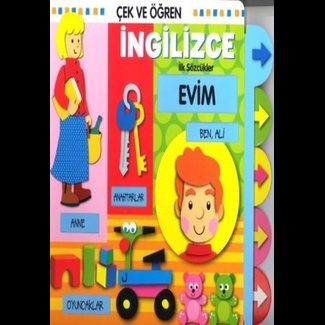 ÇEK VE ÖĞREN
İNGİLİZCE
İlk Sözcükler
EVİM
BEN, ALİ
ANAHTARLAR
ANNE
OYUNCAKLAR